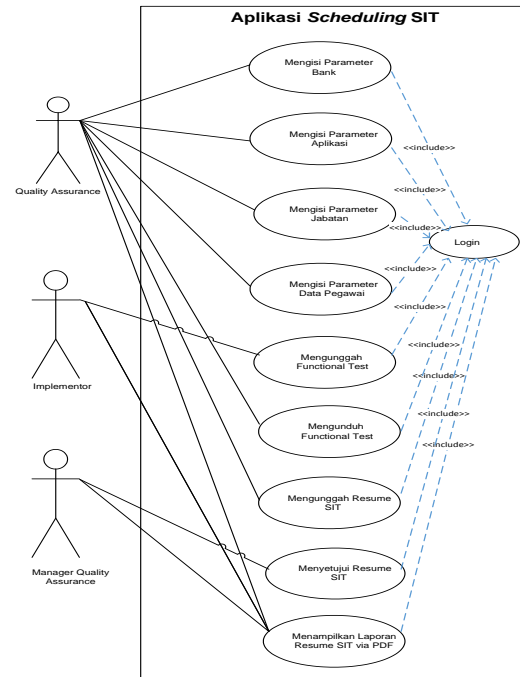 Aplikasi Scheduling SIT
Mengisi Parameter
Bank
Mengisi Parameter
Aplikasi
<<include>>
Quality Assurance
<<include>>
Mengisi Parameter
Jabatan
<<include>>
Login
Mengisi Parameter
Data Pegawai
<<include>>
<<include>>
Mengunggah
Functional Test
<<include>>
Implementor
<<include>>
Mengunduh
Functional Test
<<include>>
<<include>>
Mengunggah Resume
SIT
Manager Quality
Assurance
Menyetujui Resume
SIT
Menampilkan Laporan
Resume SIT via PDF